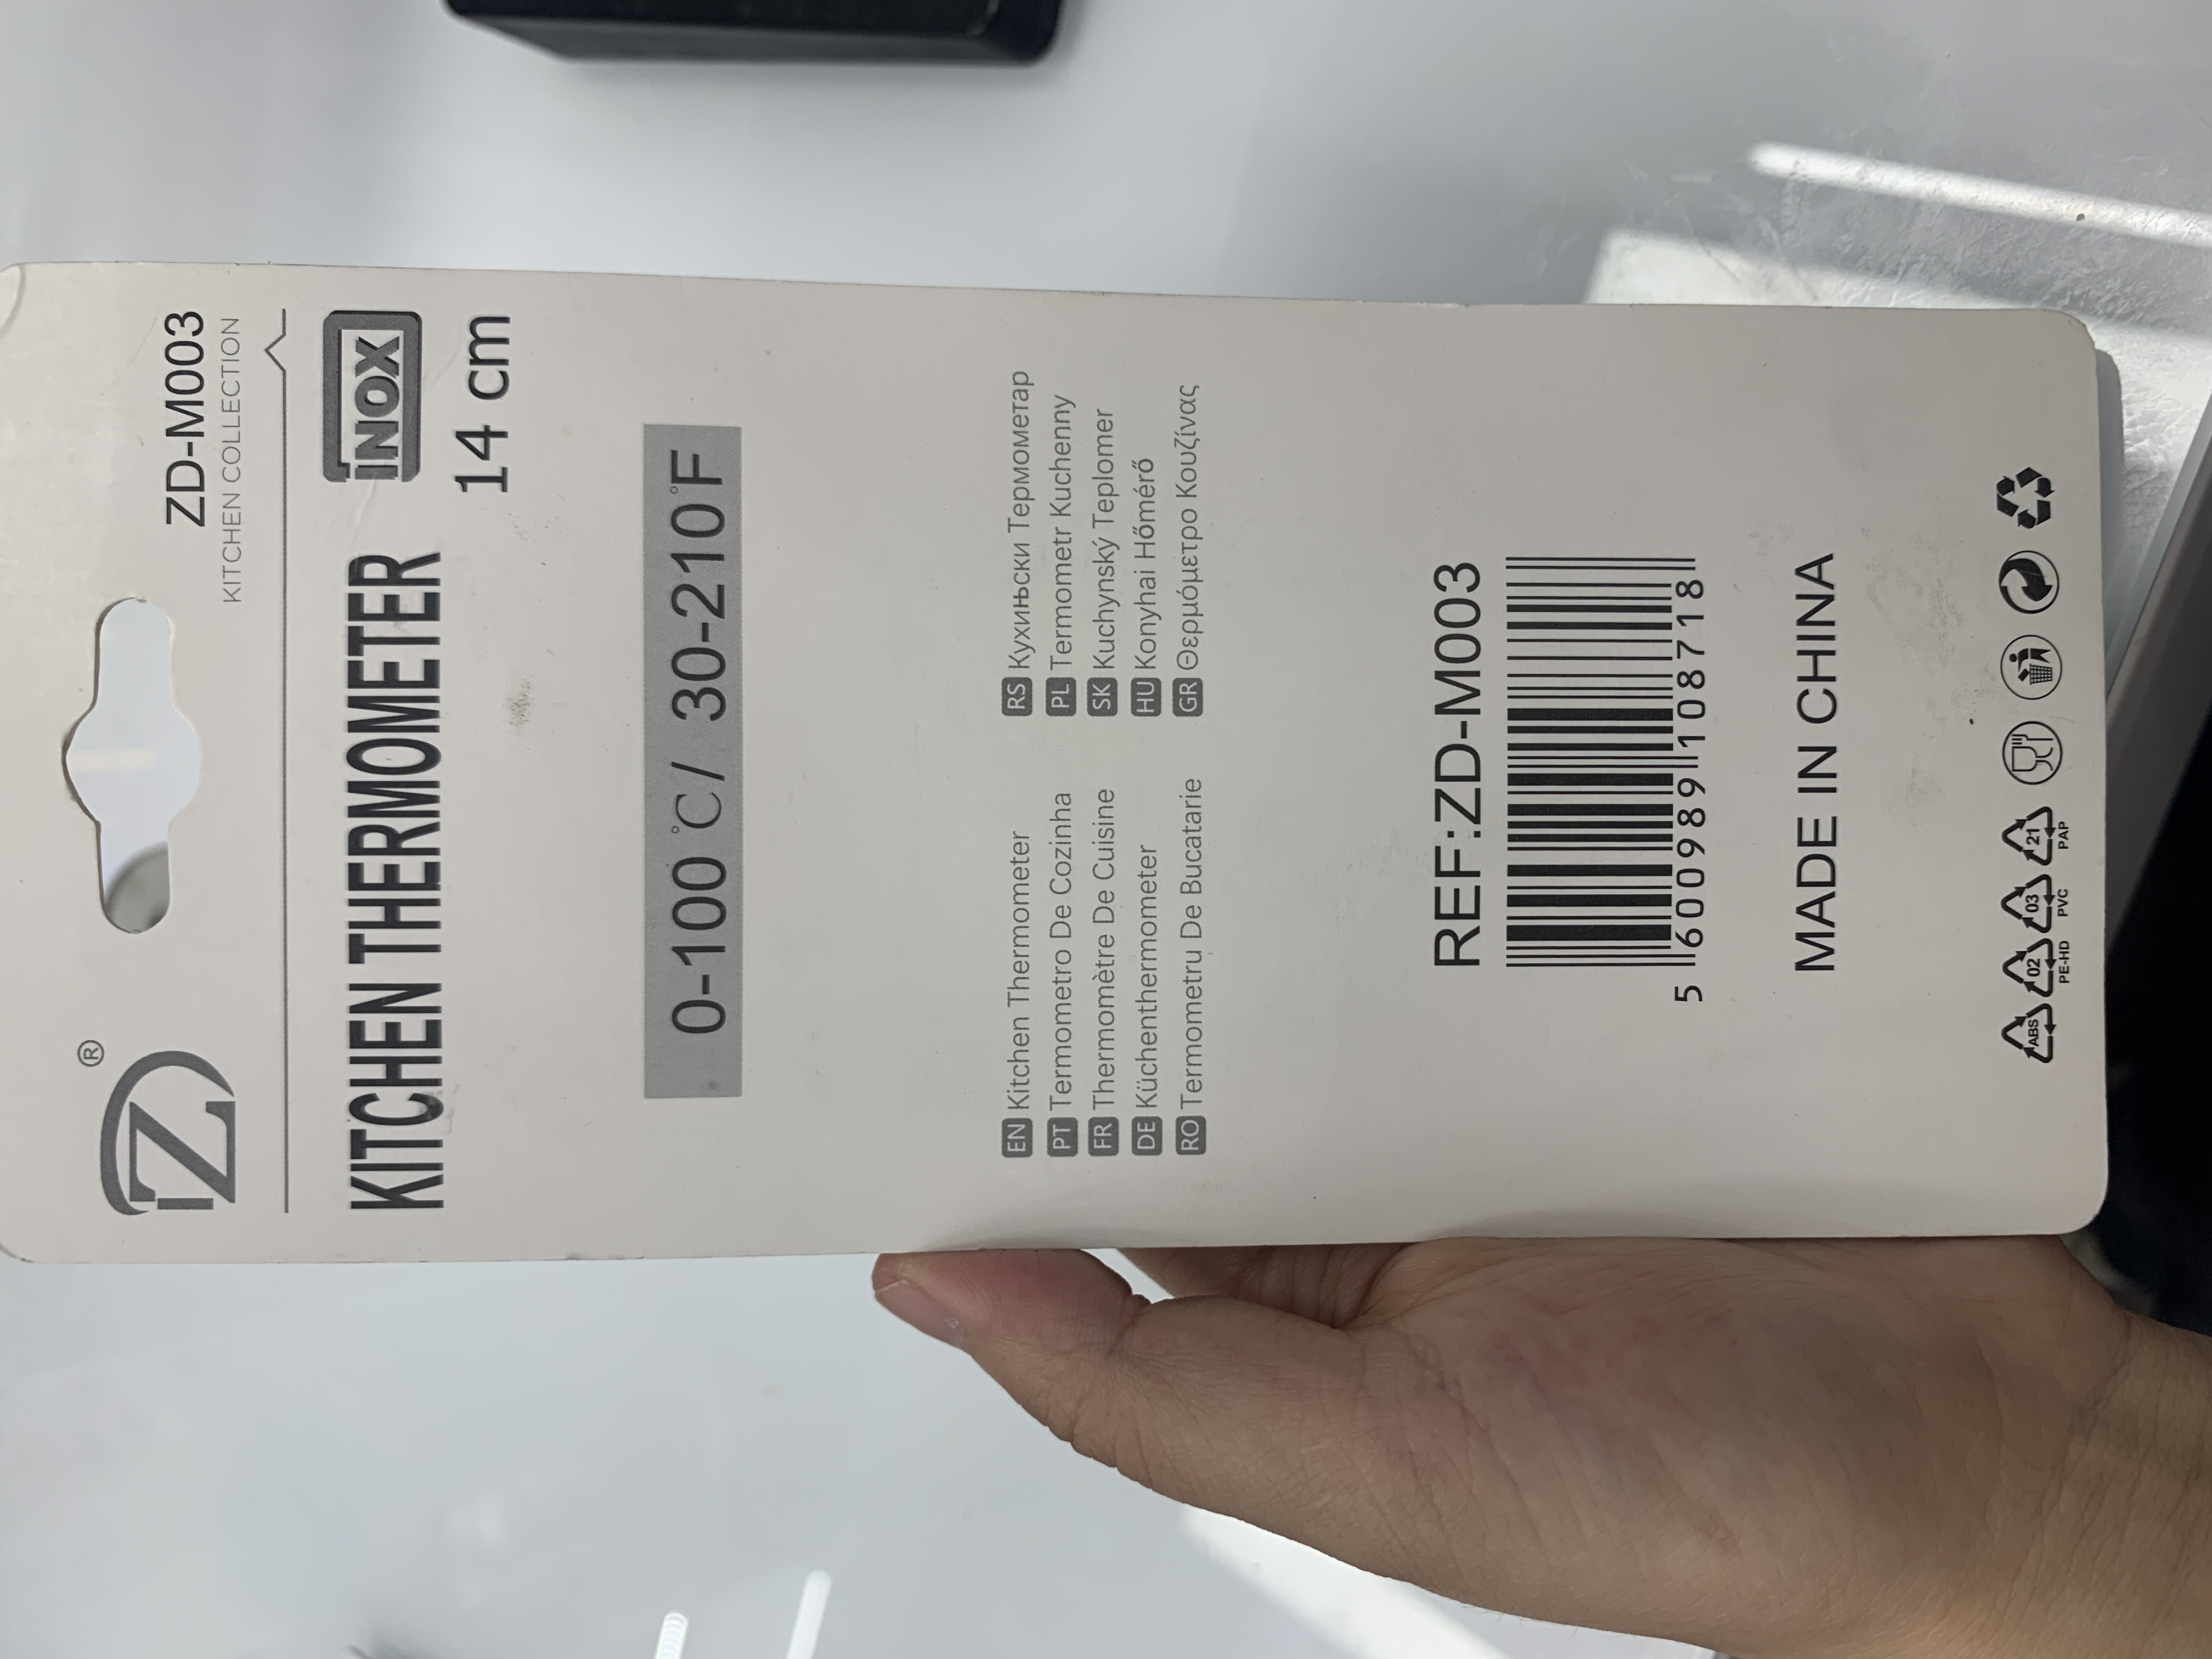 iZ®
ZD-M003
KITCHEN COLLECTION
KITCHEN THERMOMETER
INOX
14 cm
0-100 ℃/ 30-210°F
EN Kitchen Thermometer
PT Termometro De Cozinha
FR Thermomètre De Cuisine
DE Küchenthermometer
RO Termometru De Bucatarie
RS Кухињски Термометар
PL Termometr Kuchenny
SK Kuchynský Teplomer
HU Konyhai Hőmérő
GR Θερμόμετρο Κουζίνας
REF:ZD-M003
5 600989 108718
MADE IN CHINA
ABS 02 03 21
PE-HD PVC PAP